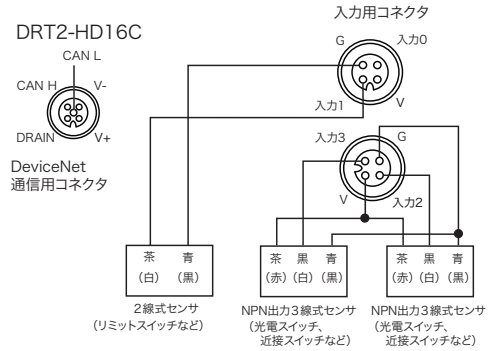 入力用コネクタ
DRT2-HD16C
G
入力0
CAN L
CAN H
V-
入力1
V
入力3
G
DRAIN
V+
DeviceNet
通信用コネクタ
V
入力2
茶 青
(白) (黒)
茶 黒 青
(赤) (白) (黒)
茶 黒 青
(赤) (白) (黒)
2線式センサ
(リミットスイッチなど)
NPN出力3線式センサ
(光電スイッチ、
近接スイッチなど)
NPN出力3線式センサ
(光電スイッチ、
近接スイッチなど)